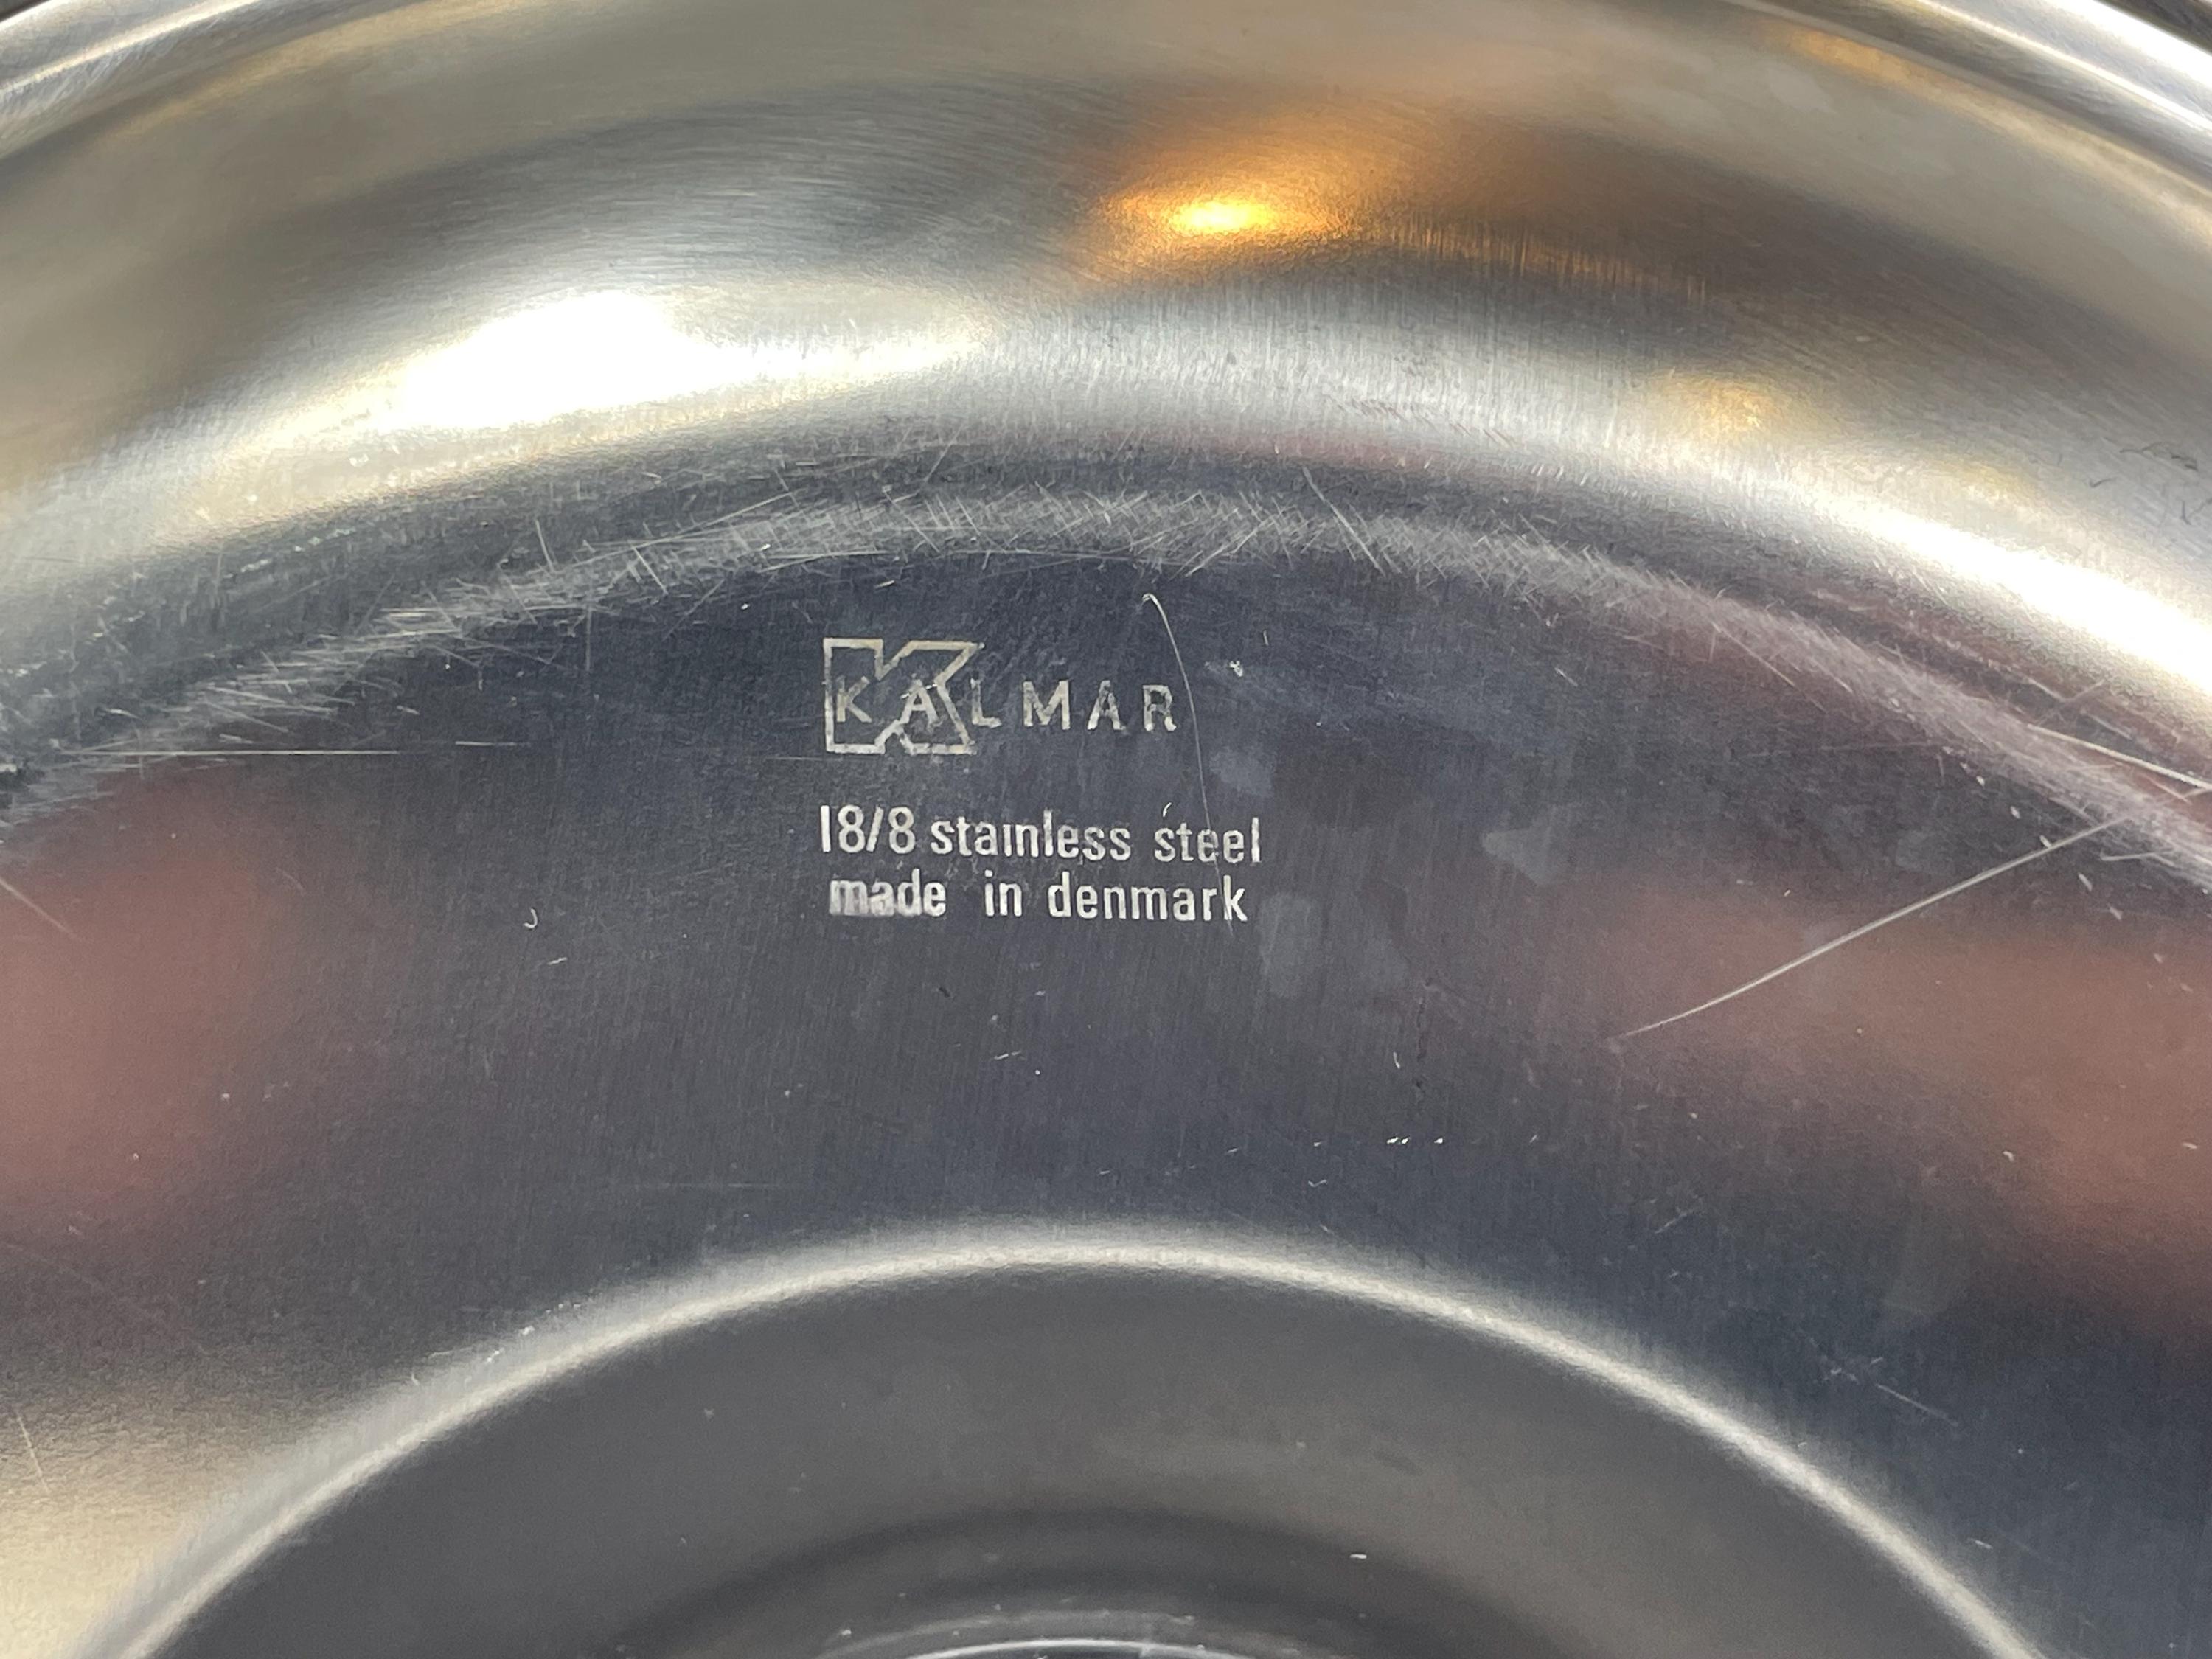 KALMAR
18/8 stainless steel
made in denmark